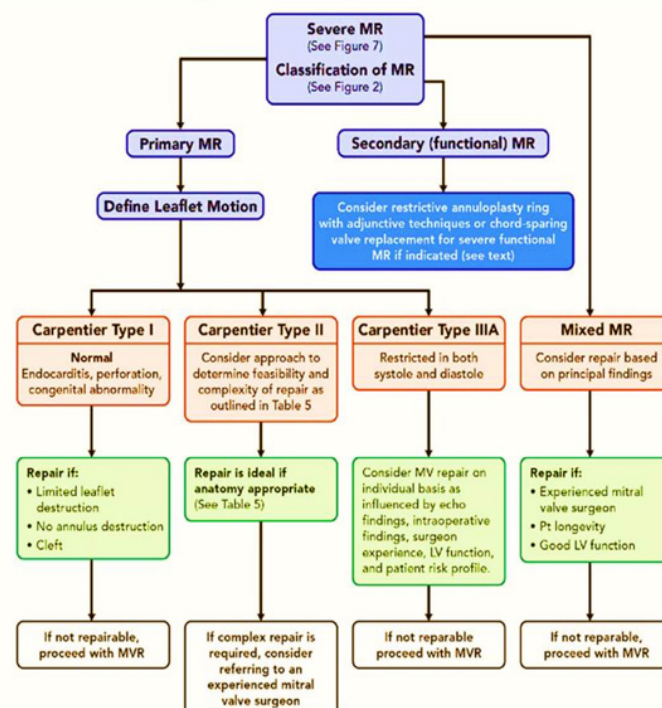 Severe MR
(See Figure 7)
Classification of MR
(See Figure 2)
Primary MR
Secondary (functional) MR
Define Leaflet Motion
Consider restrictive annuloplasty ring
with adjunctive techniques or chord-sparing
valve replacement for severe functional
MR if indicated (see text)
Carpentier Type I
Normal
Endocarditis, perforation,
congenital abnormality
Carpentier Type II
Consider approach to
determine feasibility and
complexity of repair as
outlined in Table 5
Carpentier Type IIIA
Restricted in both
systole and diastole
Mixed MR
Consider repair based
on principal findings
Repair if:
• Limited leaflet
destruction
• No annulus destruction
• Cleft
Repair is ideal if
anatomy appropriate
(See Table 5)
Consider MV repair on
individual basis as
influenced by echo
findings, intraoperative
findings, surgeon
experience, LV function,
and patient risk profile.
Repair if:
• Experienced mitral
valve surgeon
• Pt longevity
• Good LV function
If not repairable,
proceed with MVR
If complex repair is
required, consider
referring to an
experienced mitral
valve surgeon
If not reparable
proceed with MVR
If not reparable,
proceed with MVR